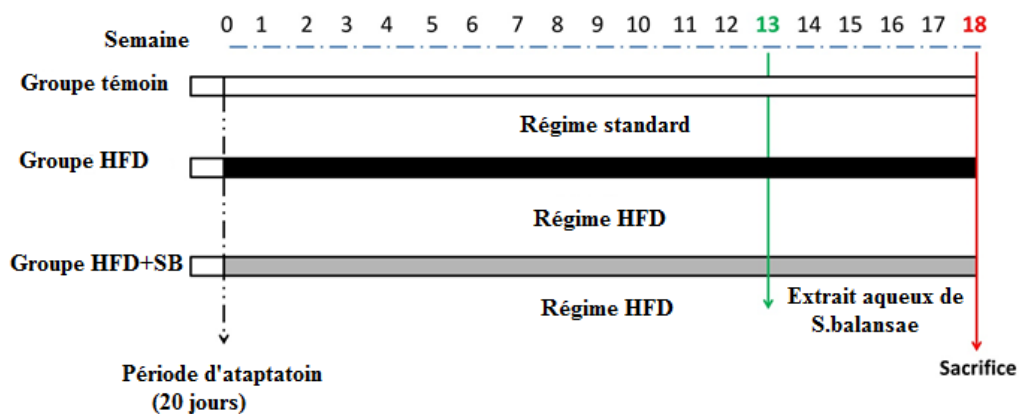 Semaine 0 1 2 3 4 5 6 7 8 9 10 11 12 13 14 15 16 17 18
Groupe témoin
Régime standard
Groupe HFD
Régime HFD
Groupe HFD+SB
Régime HFD
Extrait aqueux de
S.balansae
Période d'ataptatoin
(20 jours)
Sacrifice